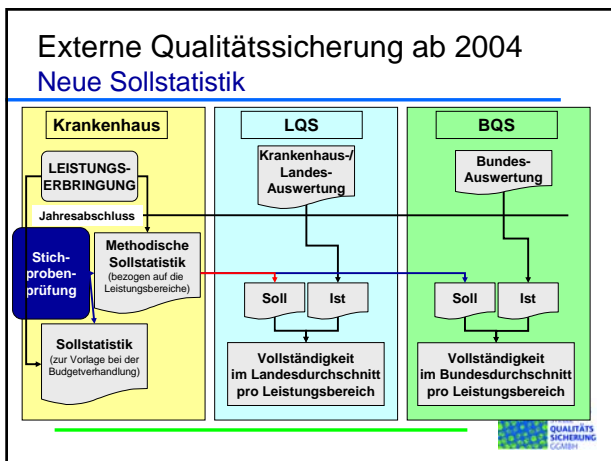 Externe Qualitätssicherung ab 2004
Neue Sollstatistik
Krankenhaus
LEISTUNGS-
ERBRINGUNG
Jahresabschluss
Stich-
proben-
prüfung
Methodische
Sollstatistik
(bezogen auf die
Leistungsbereiche)
Sollstatistik
(zur Vorlage bei der
Budgetverhandlung)
LQS
Krankenhaus-/
Landes-
Auswertung
Soll
Ist
Vollständigkeit
im Landesdurchschnitt
pro Leistungsbereich
BQS
Bundes-
Auswertung
Soll
Ist
Vollständigkeit
im Bundesdurchschnitt
pro Leistungsbereich
QUALITÄTS
SICHERUNG
GGMBH